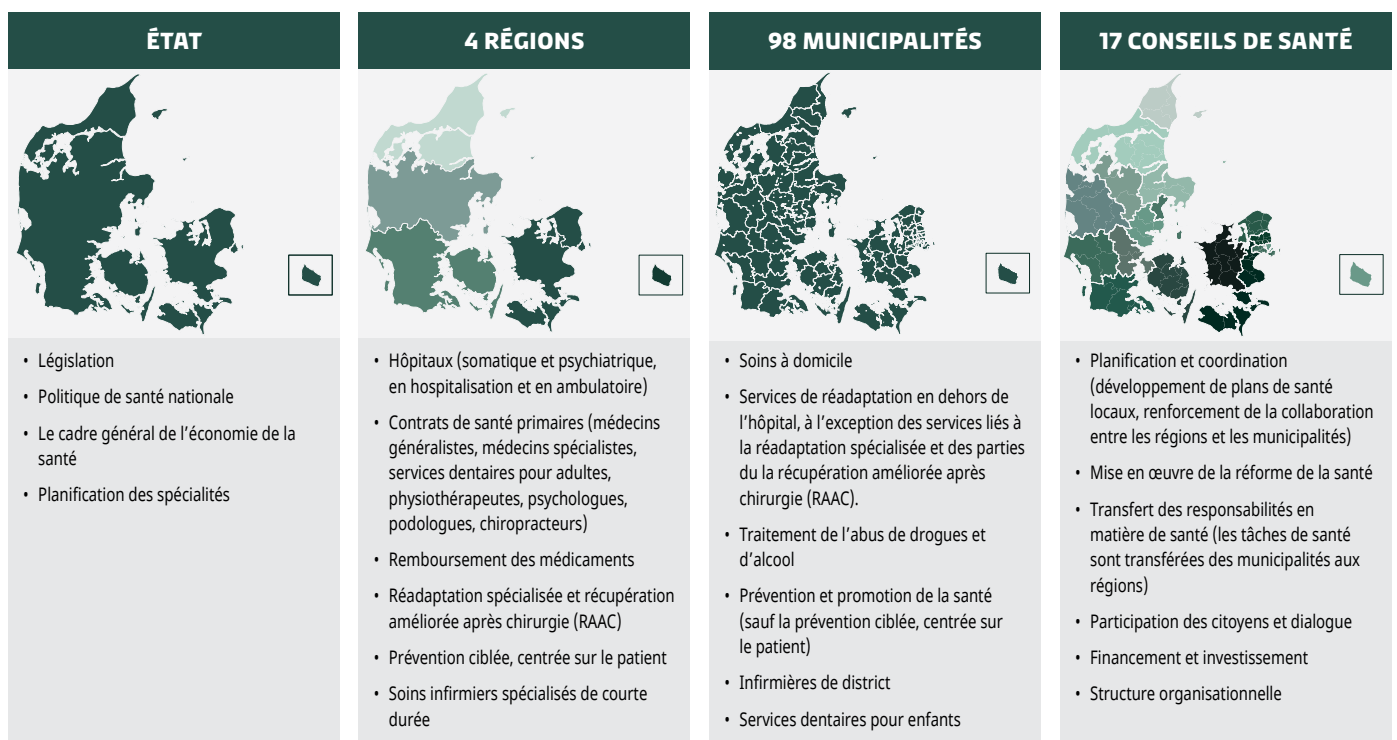 ÉTAT
• Législation
• Politique de santé nationale
• Le cadre général de l'économie de la
santé
• Planification des spécialités
4 RÉGIONS
• Hôpitaux (somatique et psychiatrique,
en hospitalisation et en ambulatoire)
• Contrats de santé primaires (médecins
généralistes, médecins spécialistes,
services dentaires pour adultes,
physiothérapeutes, psychologues,
podologues, chiropracteurs)
• Remboursement des médicaments
• Réadaptation spécialisée et récupération
améliorée après chirurgie (RAAC)
• Prévention ciblée, centrée sur le patient
• Soins infirmiers spécialisés de courte
durée
98 MUNICIPALITÉS
• Soins à domicile
• Services de réadaptation en dehors de
l'hôpital, à l'exception des services liés à
la réadaptation spécialisée et des parties
du la récupération améliorée après
chirurgie (RAAC).
• Traitement de l'abus de drogues et
d'alcool
• Prévention et promotion de la santé
(sauf la prévention ciblée, centrée sur
le patient)
• Infirmières de district
• Services dentaires pour enfants
17 CONSEILS DE SANTÉ
• Planification et coordination
(développement de plans de santé
locaux, renforcement de la collaboration
entre les régions et les municipalités)
• Mise en œuvre de la réforme de la santé
• Transfert des responsabilités en
matière de santé (les tâches de santé
sont transférées des municipalités aux
régions)
• Participation des citoyens et dialogue
• Financement et investissement
• Structure organisationnelle